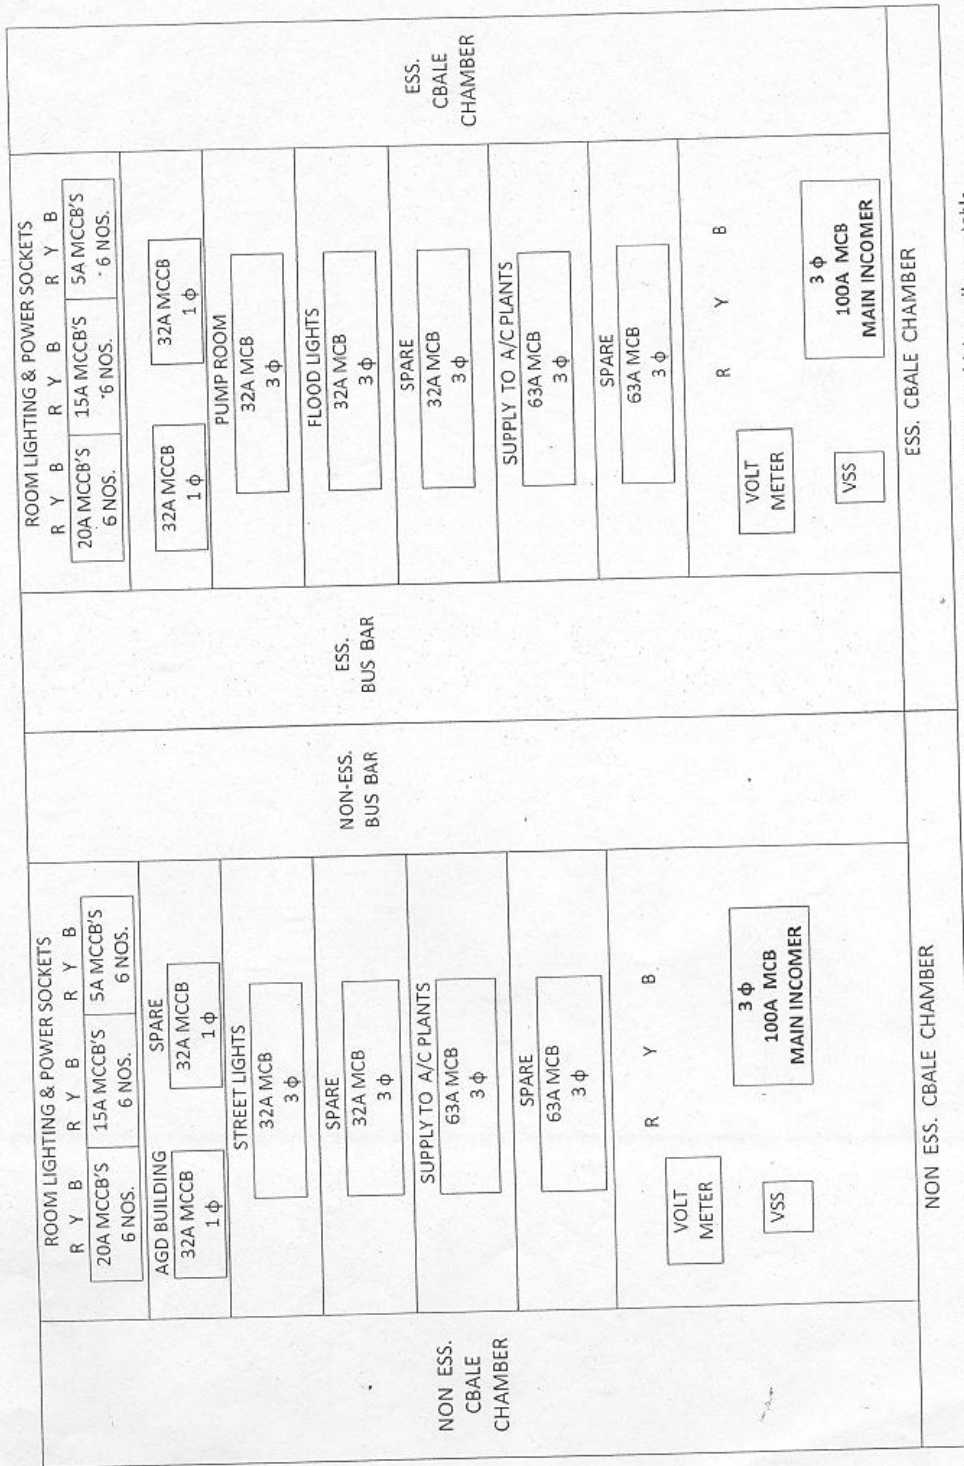 ROOM LIGHTING & POWER SOCKETS
R Y B R Y B R Y B
20A MCCB'S 15A MCCB'S 5A MCCB'S
6 NOS. 6 NOS. 6 NOS.
AGD BUILDING SPARE
32A MCCB 32A MCCB
1 ф 1 ф
STREET LIGHTS
32A MCB
3 ф
SPARE
32A MCB
3 ф
SUPPLY TO A/C PLANTS
63A MCB
3 ф
SPARE
63A MCB
3 ф
R Y B
VOLT
METER
VSS
3 ф
100A MCB
MAIN INCOMER
NON ESS.
CBALE
CHAMBER
NON ESS. CBALE CHAMBER
NON-ESS.
BUS BAR
ESS.
BUS BAR
ROOM LIGHTING & POWER SOCKETS
R Y B R Y B R Y B
20A MCCB'S 15A MCCB'S 5A MCCB'S
6 NOS. 6 NOS. 6 NOS.
32A MCCB 32A MCCB
1 ф 1 ф
PUMP ROOM
32A MCB
3 ф
FLOOD LIGHTS
32A MCB
3 ф
SPARE
32A MCB
3 ф
SUPPLY TO A/C PLANTS
63A MCB
3 ф
SPARE
63A MCB
3 ф
R Y B
VOLT
METER
VSS
3 ф
100A MCB
MAIN INCOMER
ESS.
CBALE
CHAMBER
ESS. CBALE CHAMBER